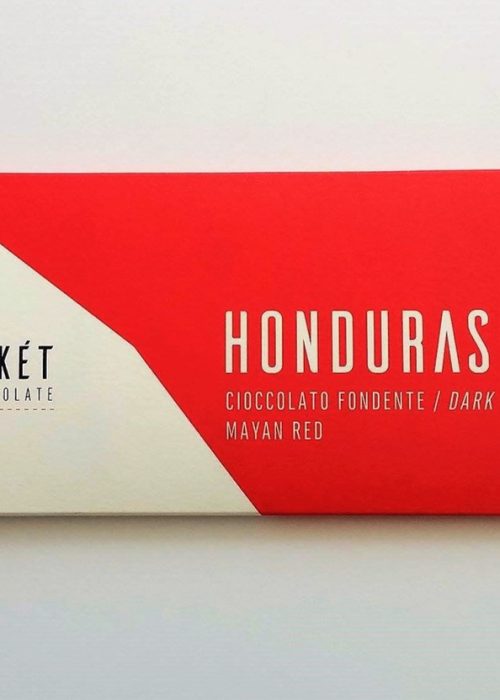 KÉT
OLATE
HONDURAS
CIOCCOLATO FONDENTE / DARK
MAYAN RED